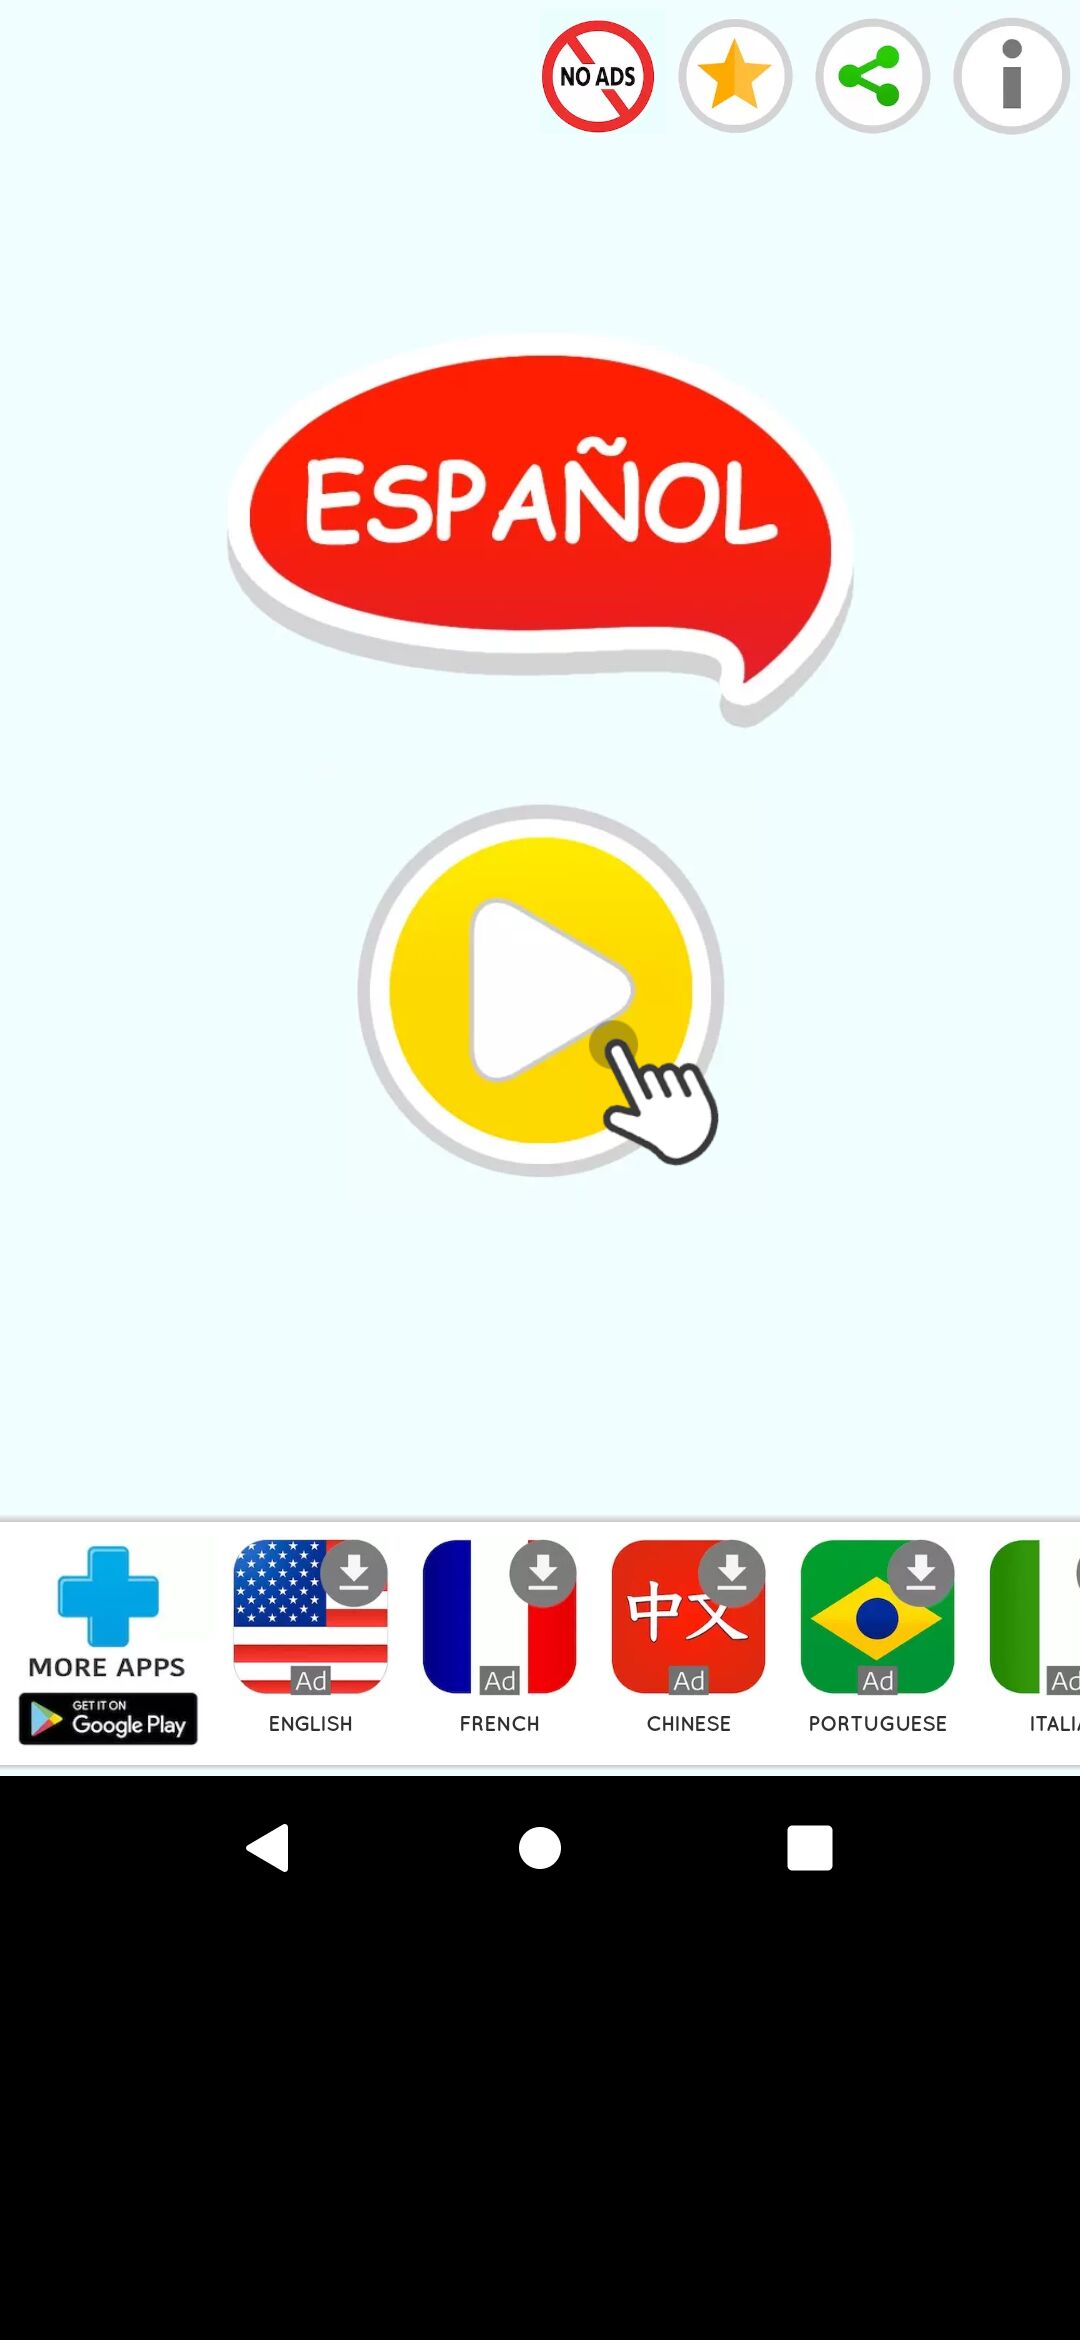 NO ADS
ESPAÑOL
MORE APPS
GET IT ON
Google Play
中文
Ad
Ad
Ad
Ad
Ad
ENGLISH
FRENCH
CHINESE
PORTUGUESE